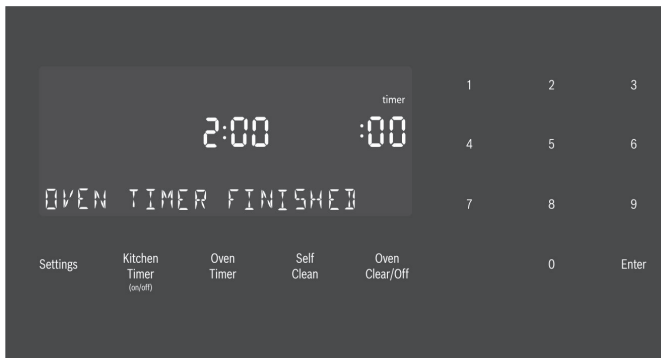 timer
2:00 :00
OVEN TIMER FINISHED
1 2 3
4 5 6
7 8 9
0 Enter
Settings
Kitchen
Timer
(on/off)
Oven
Timer
Self
Clean
Oven
Clear/Off